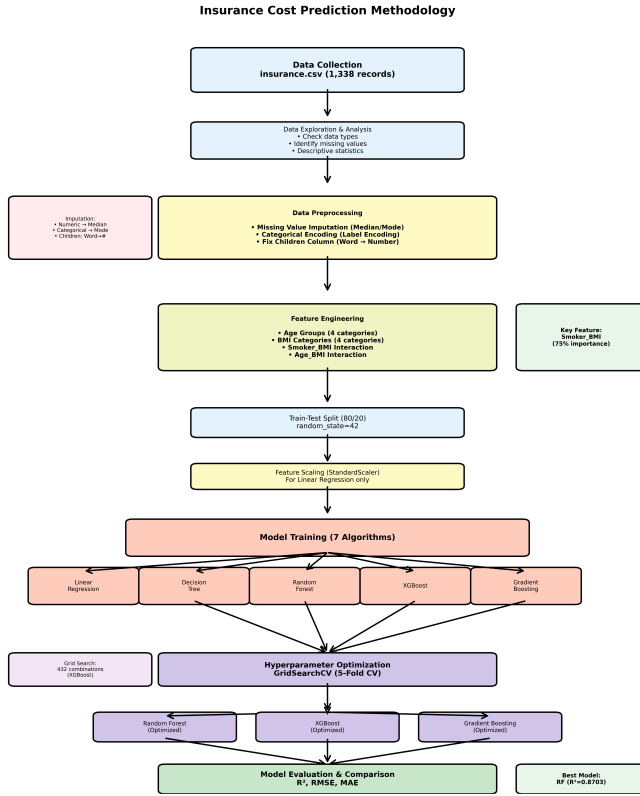 Insurance Cost Prediction Methodology
Data Collection
insurance.csv (1,338 records)
Data Exploration & Analysis
• Check data types
• Identify missing values
• Descriptive statistics
Imputation:
• Numeric → Median
• Categorical → Mode
• Children: Word→#
Data Preprocessing
• Missing Value Imputation (Median/Mode)
• Categorical Encoding (Label Encoding)
• Fix Children Column (Word → Number)
Feature Engineering
• Age Groups (4 categories)
• BMI Categories (4 categories)
• Smoker_BMI Interaction
• Age_BMI Interaction
Key Feature:
Smoker_BMI
(75% importance)
Train-Test Split (80/20)
random_state=42
Feature Scaling (StandardScaler)
For Linear Regression only
Model Training (7 Algorithms)
Linear
Regression
Decision
Tree
Random
Forest
XGBoost
Gradient
Boosting
Grid Search:
432 combinations
(XGBoost)
Hyperparameter Optimization
GridSearchCV (5-Fold CV)
Random Forest
(Optimized)
XGBoost
(Optimized)
Gradient Boosting
(Optimized)
Model Evaluation & Comparison
R², RMSE, MAE
Best Model:
RF (R²=0.8703)